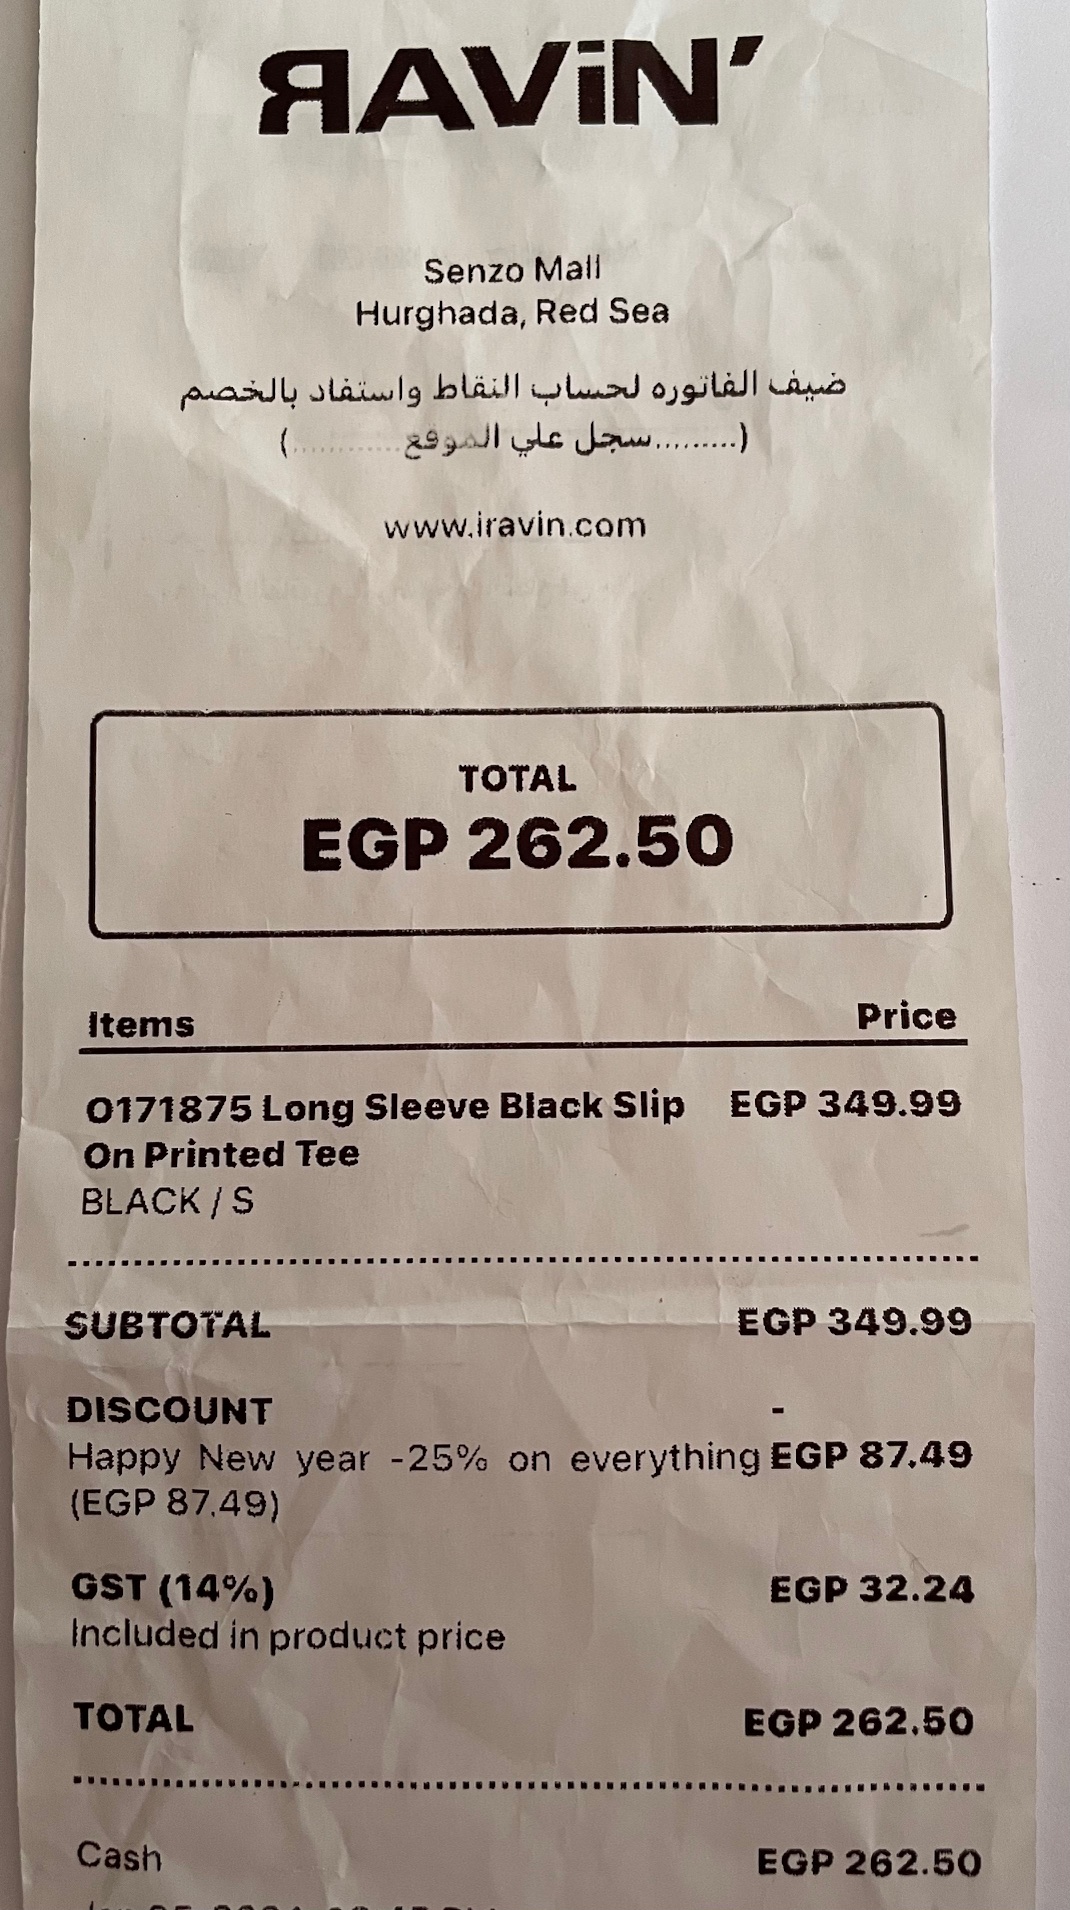 RAViN'
Senzo Mall
Hurghada, Red Sea
ضيف الفاتوره لحساب النقاط واستفاد بالخصم
(.........سجل علي الموقع............)
www.iravin.com
TOTAL
EGP 262.50
Items Price
O171875 Long Sleeve Black Slip EGP 349.99
On Printed Tee
BLACK / S
SUBTOTAL EGP 349.99
DISCOUNT -
Happy New year -25% on everything EGP 87.49
(EGP 87.49)
GST (14%) EGP 32.24
Included in product price
TOTAL EGP 262.50
Cash EGP 262.50